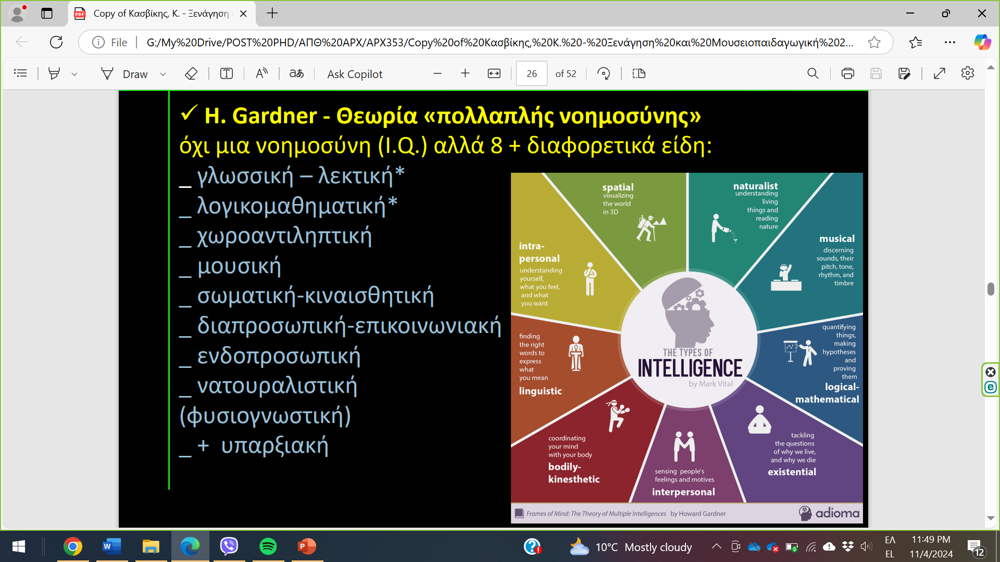 Copy of Κασβίκης, Κ. - Ξενάγηση
File
G:/My%20Drive/POST%20PHD/ΑΠΘ%20ΑΡΧ/ΑΡΧ353/Copy%20of%20Κασβίκης,%20Κ.%20-%20Ξενάγηση%20και%20Μουσειοπαιδαγωγική%202...
Draw
aあ
Ask Copilot
26 of 52
✓ H. Gardner - Θεωρία «πολλαπλής νοημοσύνης»
όχι μια νοημοσύνη (I.Q.) αλλά 8 + διαφορετικά είδη:
_ γλωσσική – λεκτική*
_ λογικομαθηματική*
_ χωροαντιληπτική
_ μουσική
_ σωματική-κιναισθητική
_ διαπροσωπική-επικοινωνιακή
_ ενδοπροσωπική
_ νατουραλιστική
(φυσιογνωστική)
_ + υπαρξιακή
spatial
visualizing
the world
in 3D
naturalist
understanding
living
things and
reading
nature
musical
discerning
sounds, their
pitch, tone,
rhythm, and
timbre
intra-
personal
understanding
yourself,
what you feel,
and what
you want
finding
the right
words to
express
what
you mean
linguistic
quantifying
things,
making
hypotheses
and
proving
them
logical-
mathematical
THE TYPES OF
INTELLIGENCE
by Mark Vital
coordinating
your mind
with your body
bodily-
kinesthetic
sensing people's
feelings and motives
interpersonal
tackling
the questions
of why we live,
and why we die
existential
Frames of Mind: The Theory of Multiple Intelligences by Howard Gardner
adioma
10°C Mostly cloudy
ΕΛ
EL
11:49 PM
11/4/2024
12